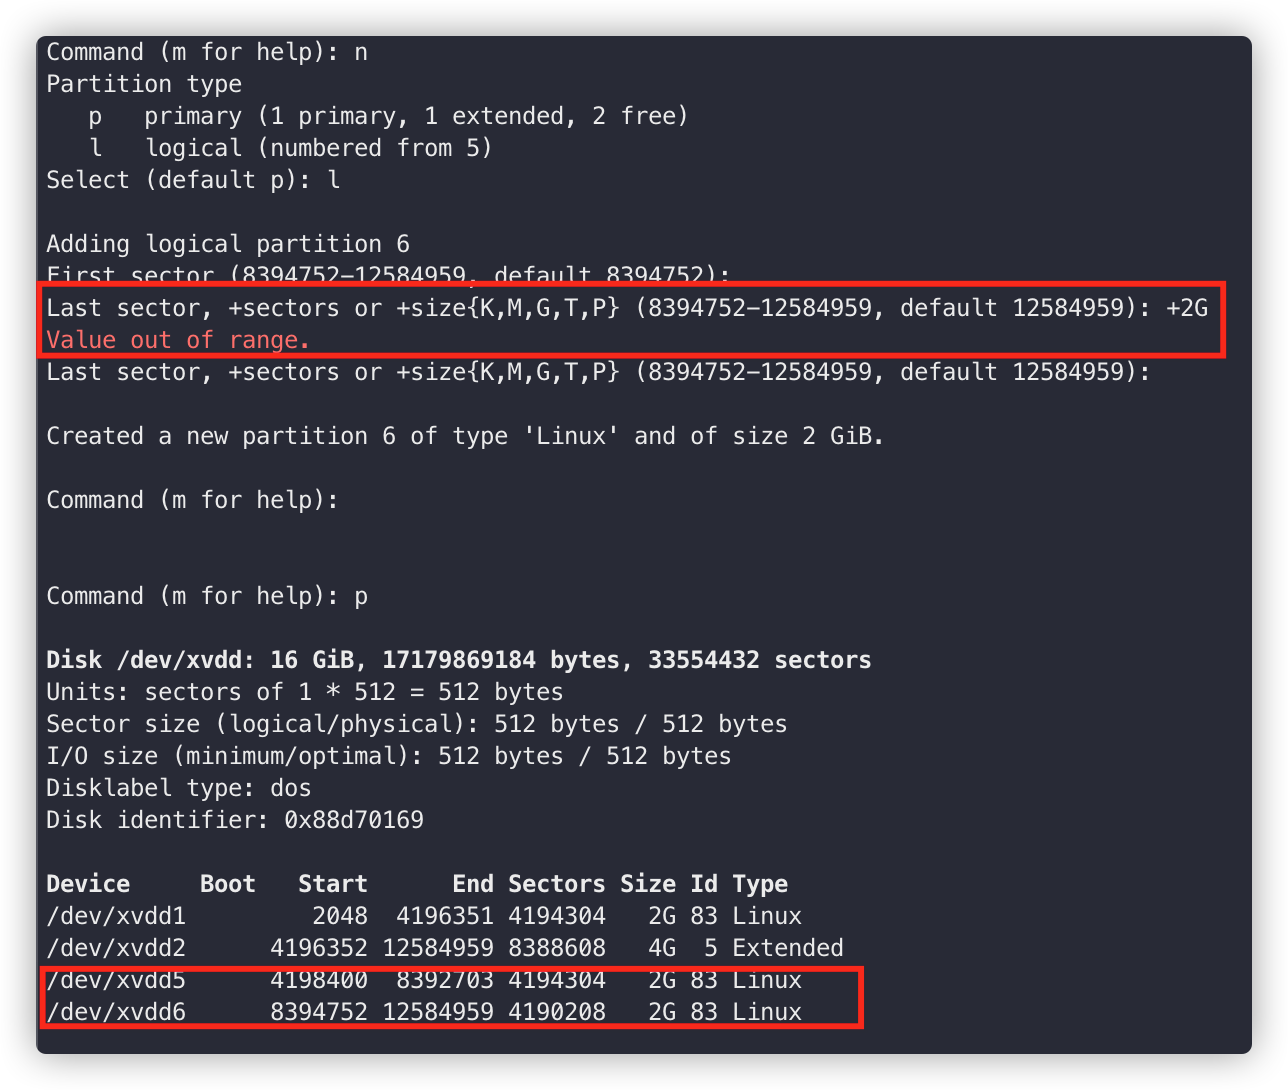 Command (m for help): n
Partition type
   p   primary (1 primary, 1 extended, 2 free)
   l   logical (numbered from 5)
Select (default p): l
Adding logical partition 6
First sector (8394752-12584959, default 8394752):
Last sector, +sectors or +size{K,M,G,T,P} (8394752-12584959, default 12584959): +2G
Value out of range.
Last sector, +sectors or +size{K,M,G,T,P} (8394752-12584959, default 12584959):
Created a new partition 6 of type 'Linux' and of size 2 GiB.
Command (m for help):
Command (m for help): p
Disk /dev/xvdd: 16 GiB, 17179869184 bytes, 33554432 sectors
Units: sectors of 1 * 512 = 512 bytes
Sector size (logical/physical): 512 bytes / 512 bytes
I/O size (minimum/optimal): 512 bytes / 512 bytes
Disklabel type: dos
Disk identifier: 0x88d70169
Device     Boot   Start      End Sectors Size Id Type
/dev/xvdd1         2048  4196351 4194304   2G 83 Linux
/dev/xvdd2      4196352 12584959 8388608   4G  5 Extended
/dev/xvdd5      4198400  8392703 4194304   2G 83 Linux
/dev/xvdd6      8394752 12584959 4190208   2G 83 Linux